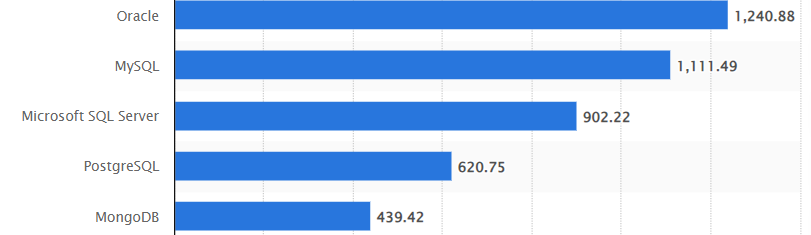 Oracle 1,240.88
MySQL 1,111.49
Microsoft SQL Server 902.22
PostgreSQL 620.75
MongoDB 439.42